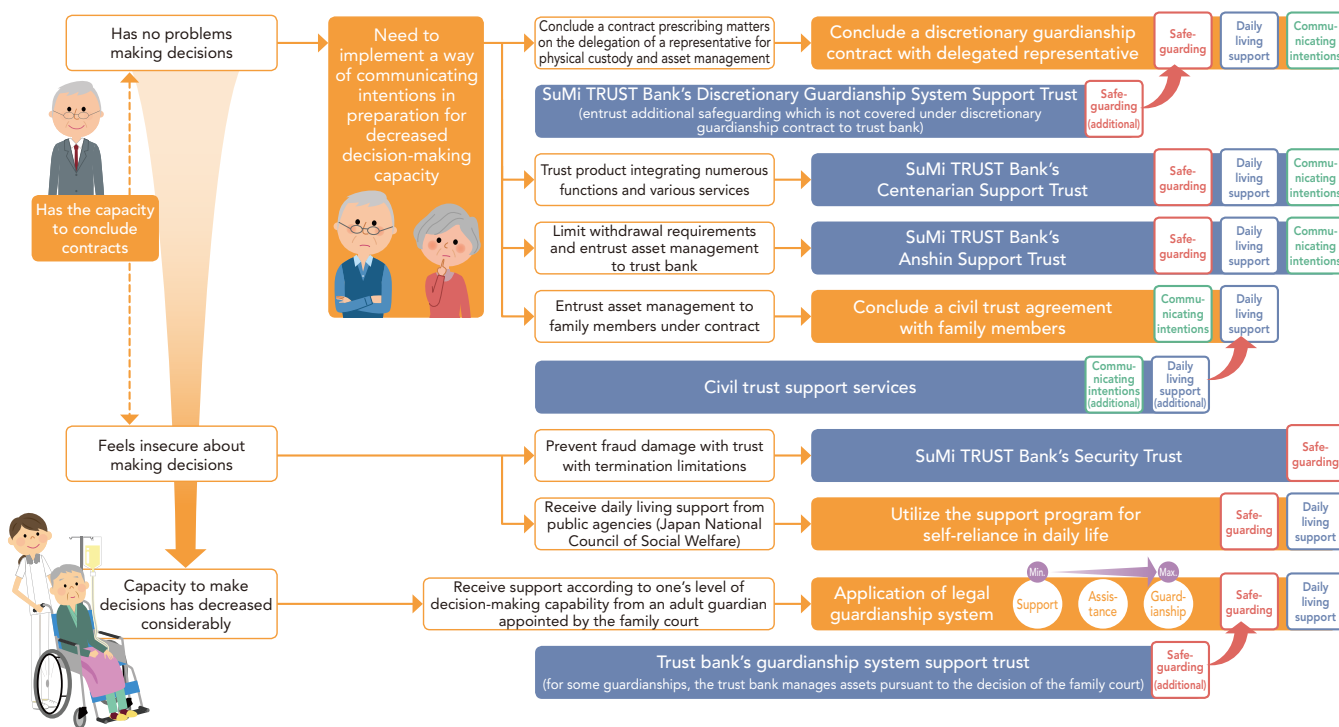 Has no problems
making decisions
Has the capacity
to conclude
contracts
Need to
implement a way
of communicating
intentions in
preparation for
decreased
decision-making
capacity
Conclude a contract prescribing matters
on the delegation of a representative for
physical custody and asset management
Conclude a discretionary guardianship
contract with delegated representative
Safe-
guarding
Daily
living
support
Commu-
nicating
intentions
SuMi TRUST Bank's Discretionary Guardianship System Support Trust
(entrust additional safeguarding which is not covered under discretionary
guardianship contract to trust bank)
Safe-
guarding
(additional)
Trust product integrating numerous
functions and various services
SuMi TRUST Bank's
Centenarian Support Trust
Safe-
guarding
Daily
living
support
Commu-
nicating
intentions
Limit withdrawal requirements
and entrust asset management
to trust bank
SuMi TRUST Bank's
Anshin Support Trust
Safe-
guarding
Daily
living
support
Commu-
nicating
intentions
Entrust asset management to
family members under contract
Conclude a civil trust agreement
with family members
Commu-
nicating
intentions
Daily
living
support
Civil trust support services
Commu-
nicating
intentions
(additional)
Daily
living
support
(additional)
Feels insecure about
making decisions
Prevent fraud damage with trust
with termination limitations
SuMi TRUST Bank's Security Trust
Safe-
guarding
Receive daily living support from
public agencies (Japan National
Council of Social Welfare)
Utilize the support program for
self-reliance in daily life
Safe-
guarding
Daily
living
support
Capacity to make
decisions has decreased
considerably
Receive support according to one's level of
decision-making capability from an adult guardian
appointed by the family court
Application of legal
guardianship system
Min.
Max.
Support
Assis-
tance
Guard-
ianship
Safe-
guarding
Daily
living
support
Trust bank's guardianship system support trust
(for some guardianships, the trust bank manages assets pursuant to the decision of the family court)
Safe-
guarding
(additional)